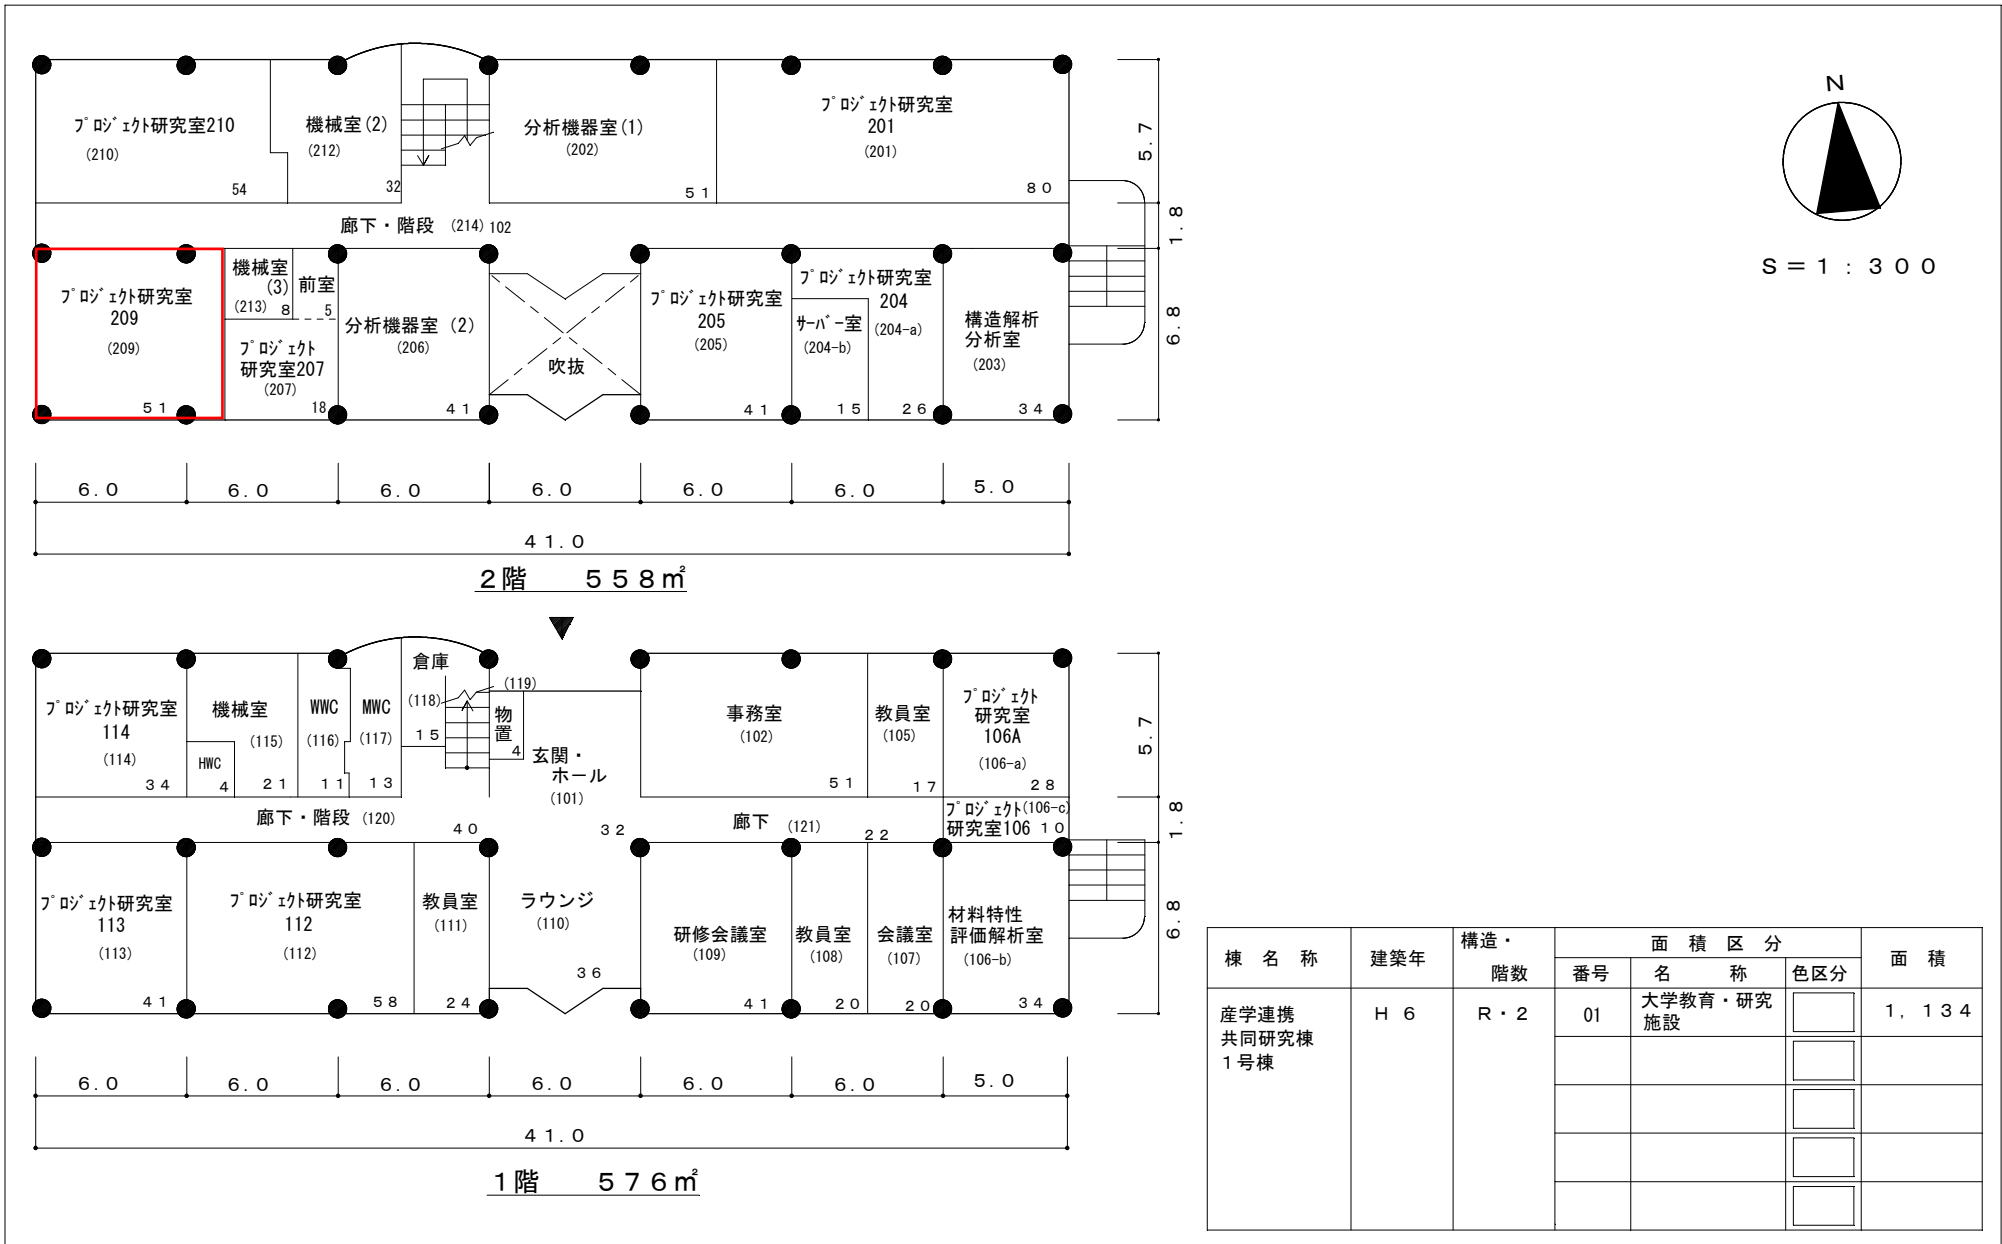 プロジェクト研究室210
(210)
54
機械室(2)
(212)
32
分析機器室(1)
(202)
51
プロジェクト研究室
201
(201)
80
廊下・階段 (214) 102
プロジェクト研究室
209
(209)
51
機械室
(3)
(213) 8
前室
5
プロジェクト
研究室207
(207)
18
分析機器室(2)
(206)
41
吹抜
プロジェクト研究室
205
(205)
41
プロジェクト研究室
204
(204-a)
26
サーバー室
(204-b)
15
構造解析
分析室
(203)
34
5.7
1.8
6.8
N
S=1:300
6.0 6.0 6.0 6.0 6.0 6.0 5.0
41.0
2階 558㎡
プロジェクト研究室
114
(114)
34
機械室
(115)
21
HWC
4
WWC
(116)
11
MWC
(117)
13
倉庫
(118)
15
(119)
物置
4
玄関・
ホール
(101)
32
事務室
(102)
51
教員室
(105)
17
プロジェクト
研究室
106A
(106-a)
28
廊下・階段 (120)
40
廊下 (121)
22
プロジェクト(106-c)
研究室106 10
プロジェクト研究室
113
(113)
41
プロジェクト研究室
112
(112)
58
教員室
(111)
24
ラウンジ
(110)
36
研修会議室
(109)
41
教員室
(108)
20
会議室
(107)
20
材料特性
評価解析室
(106-b)
34
5.7
1.8
6.8
6.0 6.0 6.0 6.0 6.0 6.0 5.0
41.0
1階 576㎡
棟名称 建築年 構造・階数 面積区分 面積
番号 名称 色区分
産学連携
共同研究棟
1号棟
H6 R・2 01
大学教育・研究
施設
1,134